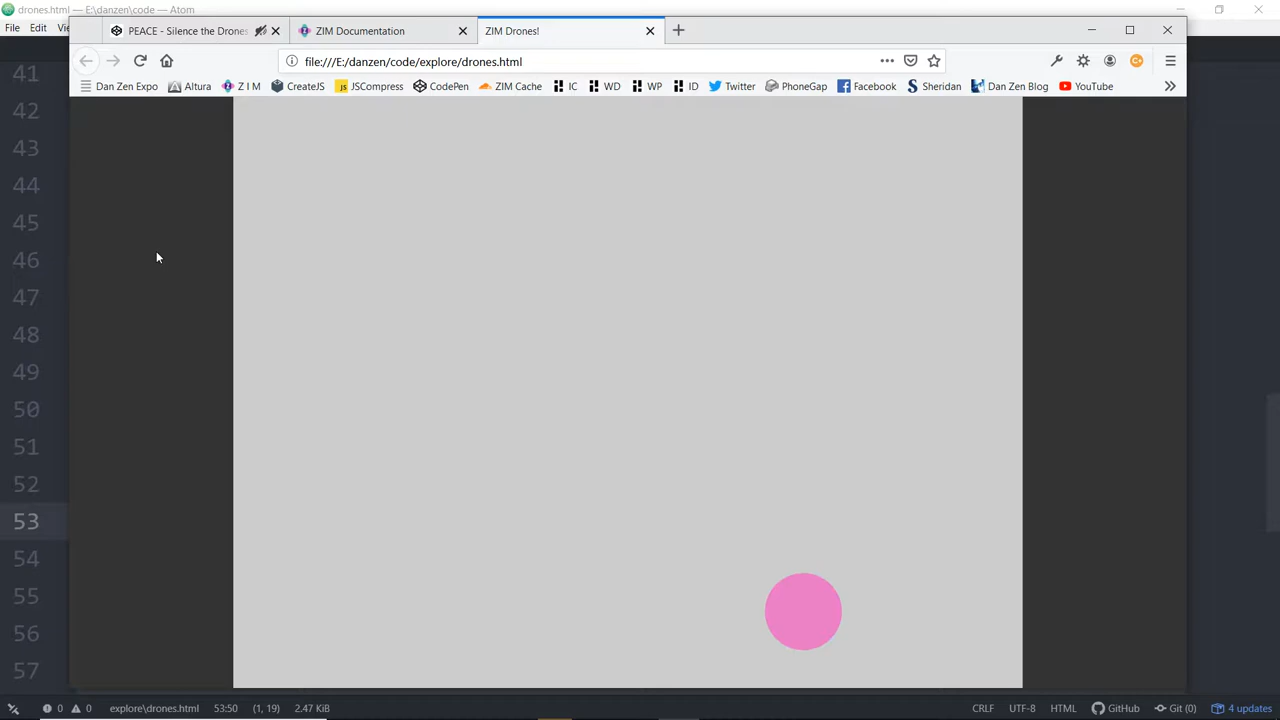 drones.html — E:\danzen\code — Atom
File Edit Vi
PEACE - Silence the Drones
ZIM Documentation
ZIM Drones!
file:///E:/danzen/code/explore/drones.html
Dan Zen Expo Altura Z I M CreateJS JSCompress CodePen ZIM Cache IC WD WP ID Twitter PhoneGap Facebook Sheridan Dan Zen Blog YouTube
41
42
43
44
45
46
47
48
49
50
51
52
53
54
55
56
57
0 0 explore\drones.html 53:50 (1, 19) 2.47 KiB CRLF UTF-8 HTML GitHub Git (0) 4 updates